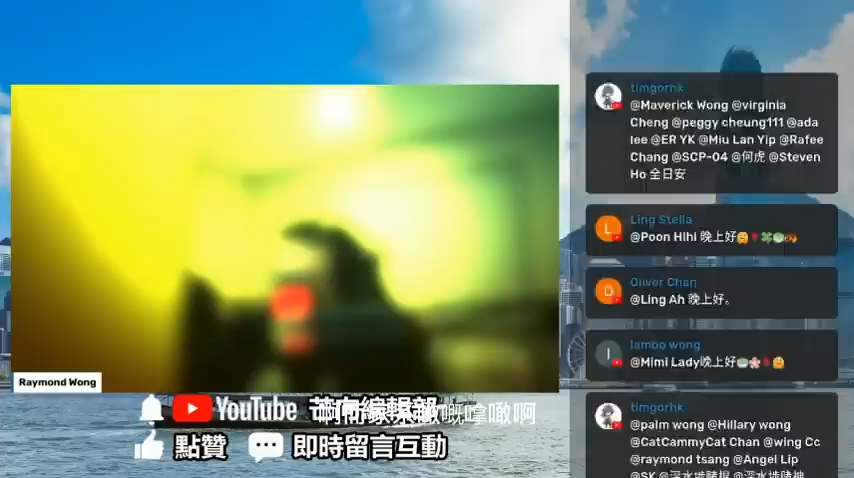 timgorhk
@Maverick Wong @virginia
Cheng @peggy cheung111 @ada
lee @ER YK @Miu Lan Yip @Rafee
Chang @SCP-04 @何虎 @Steven
Ho 全日安
Ling Stella
@Poon Hihi 晚上好
Oliver Chan
@Ling Ah 晚上好。
lambo wong
@Mimi Lady晚上好
timgorhk
@palm wong @Hillary wong
@CatCammyCat Chan @wing Cc
@raymond tsang @Angel Lip
Raymond Wong
YouTube
點贊 即時留言互動